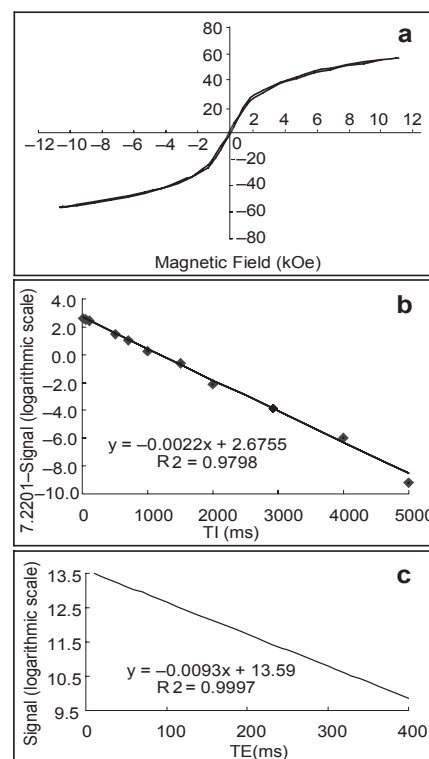 a
80
60
40
20
–12 –10 –8 –6 –4 –2 0 2 4 6 8 10 12
–20
–40
–60
–80
Magnetic Field (kOe)
b
7.2201–Signal (logarithmic scale)
4.0
2.0
0.0
–2.0
–4.0
–6.0
–8.0
–10.0
y = –0.0022x + 2.6755
R2 = 0.9798
0 1000 2000 3000 4000 5000
TI (ms)
c
Signal (logarithmic scale)
13.5
12.5
11.5
10.5
9.5
y = –0.0093x + 13.59
R2 = 0.9997
0 100 200 300 400
TE(ms)